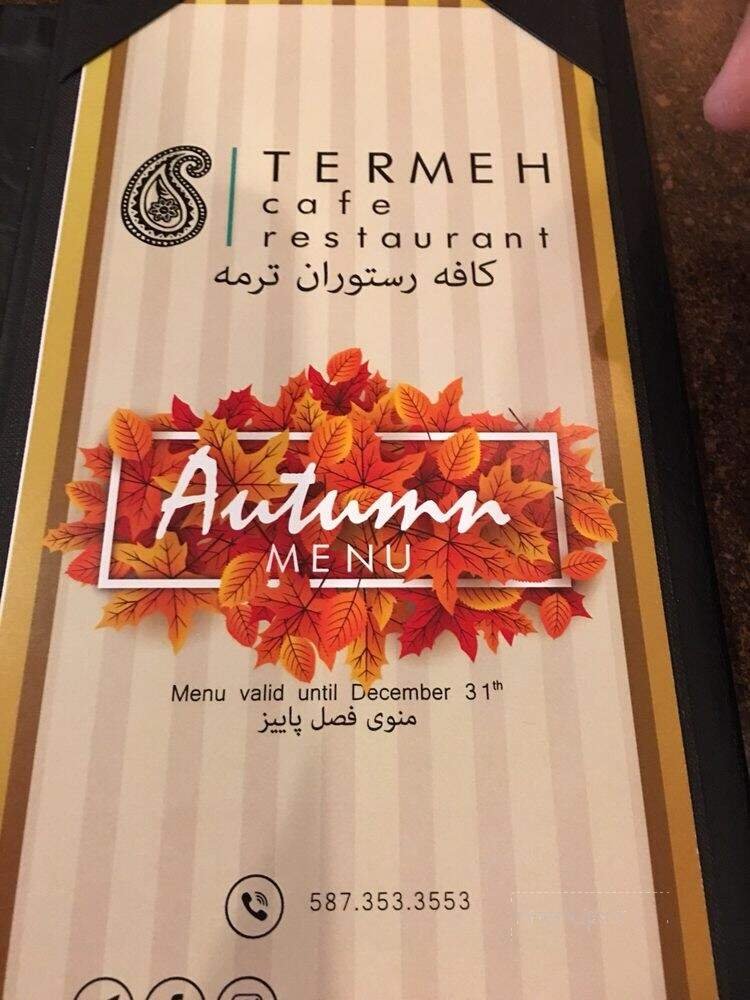 TERMEH
cafe
restaurant
کافه رستوران ترمه
Autumn
MENU
Menu valid until December 31th
منوی فصل پاییز
587.353.3553